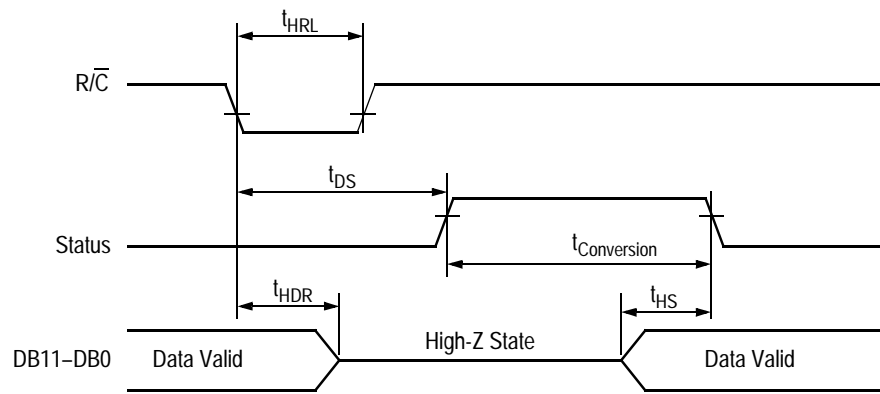 tHRL
R/C̅
tDS
Status
tConversion
tHDR
tHS
High-Z State
DB11–DB0 Data Valid Data Valid